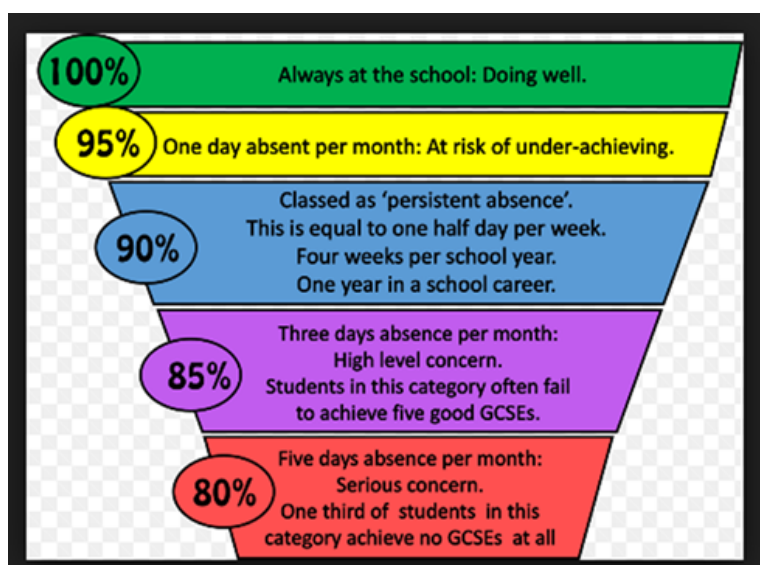 100%
Always at the school: Doing well.
95%
One day absent per month: At risk of under-achieving.
90%
Classed as ‘persistent absence’.
This is equal to one half day per week.
Four weeks per school year.
One year in a school career.
85%
Three days absence per month:
High level concern.
Students in this category often fail
to achieve five good GCSEs.
80%
Five days absence per month:
Serious concern.
One third of students in this
category achieve no GCSEs at all